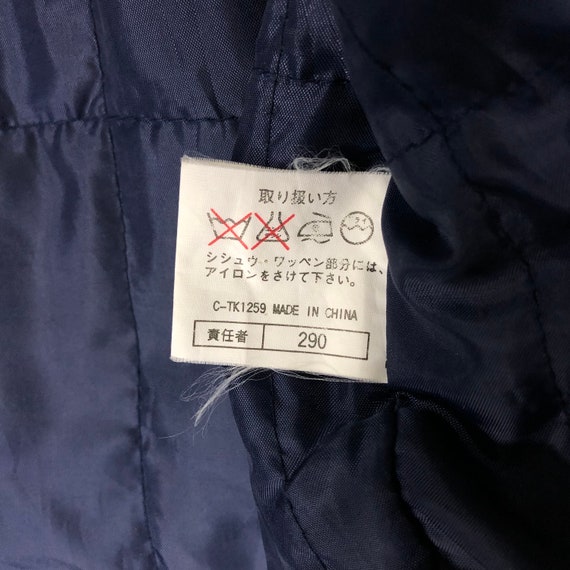 取り扱い方
シシュウ・ワッペン部分には、
アイロンをさけて下さい。
C-TK1259 MADE IN CHINA
責任者 290